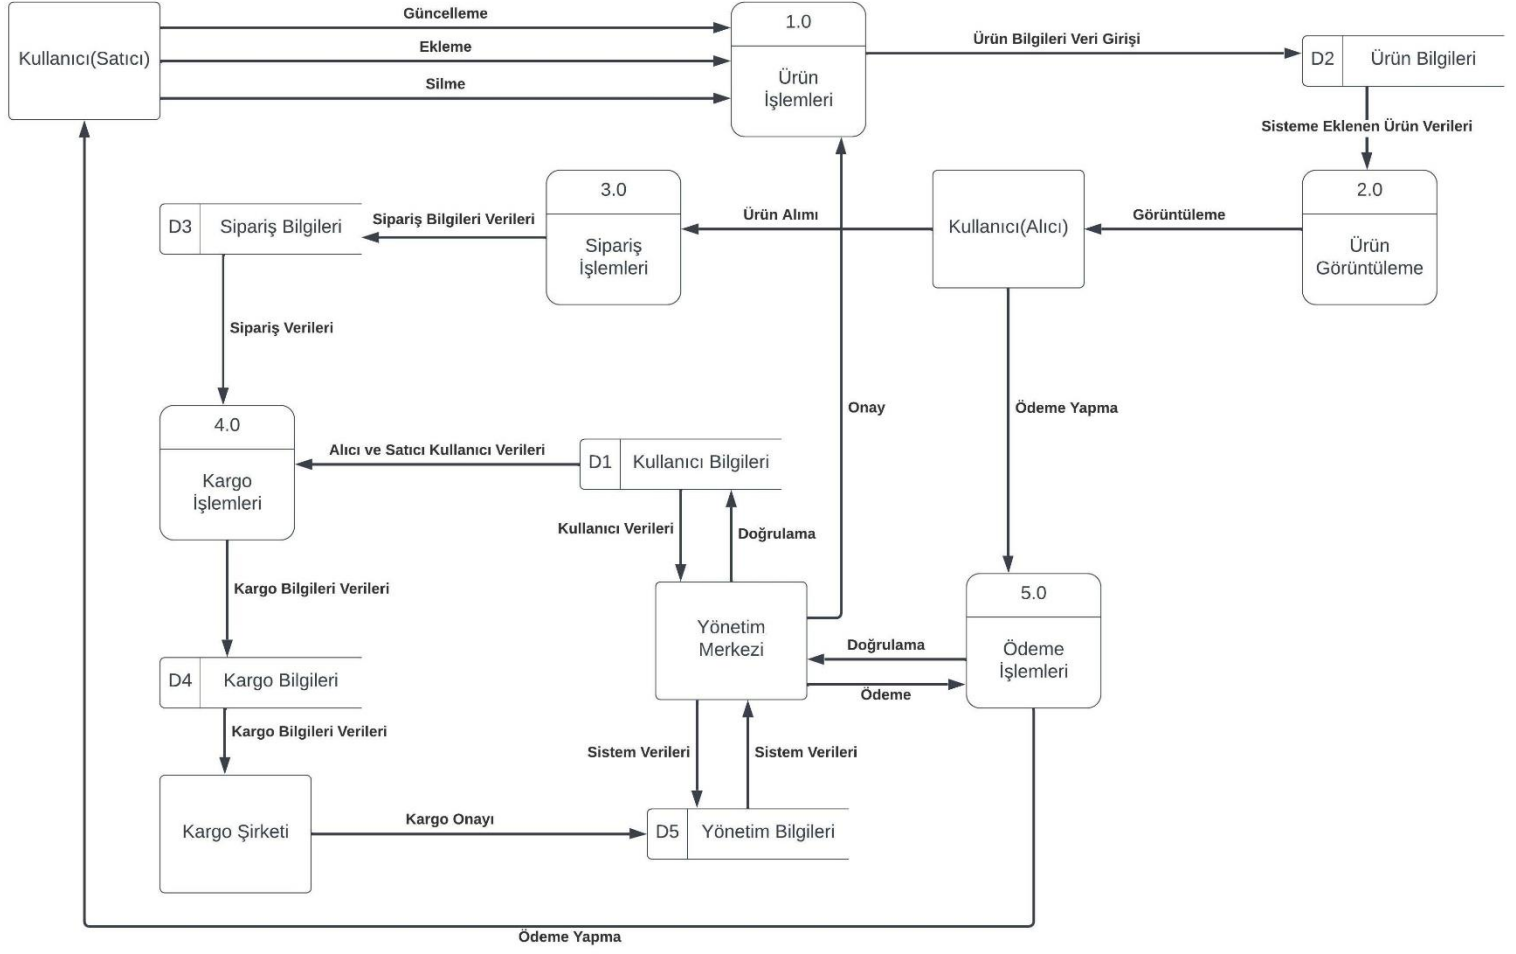 Kullanıcı(Satıcı)
Güncelleme
Ekleme
Silme
1.0
Ürün
İşlemleri
Ürün Bilgileri Veri Girişi
D2
Ürün Bilgileri
Sisteme Eklenen Ürün Verileri
D3
Sipariş Bilgileri
Sipariş Bilgileri Verileri
3.0
Sipariş
İşlemleri
Ürün Alımı
Kullanıcı(Alıcı)
Görüntüleme
2.0
Ürün
Görüntüleme
Sipariş Verileri
Onay
Ödeme Yapma
4.0
Kargo
İşlemleri
Alıcı ve Satıcı Kullanıcı Verileri
D1
Kullanıcı Bilgileri
Kullanıcı Verileri
Doğrulama
Kargo Bilgileri Verileri
Yönetim
Merkezi
Doğrulama
Ödeme
5.0
Ödeme
İşlemleri
D4
Kargo Bilgileri
Kargo Bilgileri Verileri
Sistem Verileri
Sistem Verileri
Kargo Şirketi
Kargo Onayı
D5
Yönetim Bilgileri
Ödeme Yapma